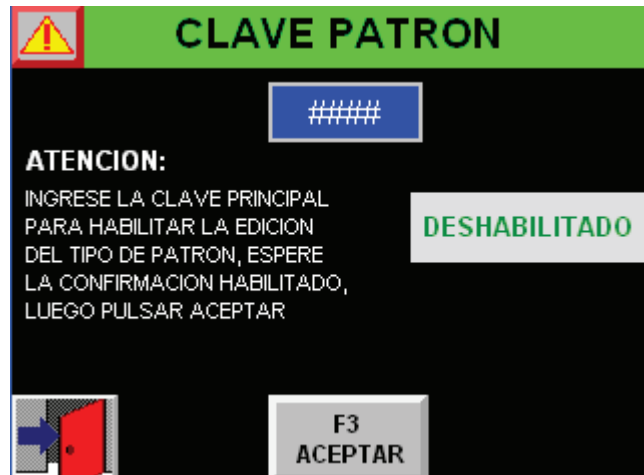 CLAVE PATRON
####
ATENCION:
INGRESE LA CLAVE PRINCIPAL
PARA HABILITAR LA EDICION
DEL TIPO DE PATRON, ESPERE
LA CONFIRMACION HABILITADO,
LUEGO PULSAR ACEPTAR
DESHABILITADO
F3
ACEPTAR